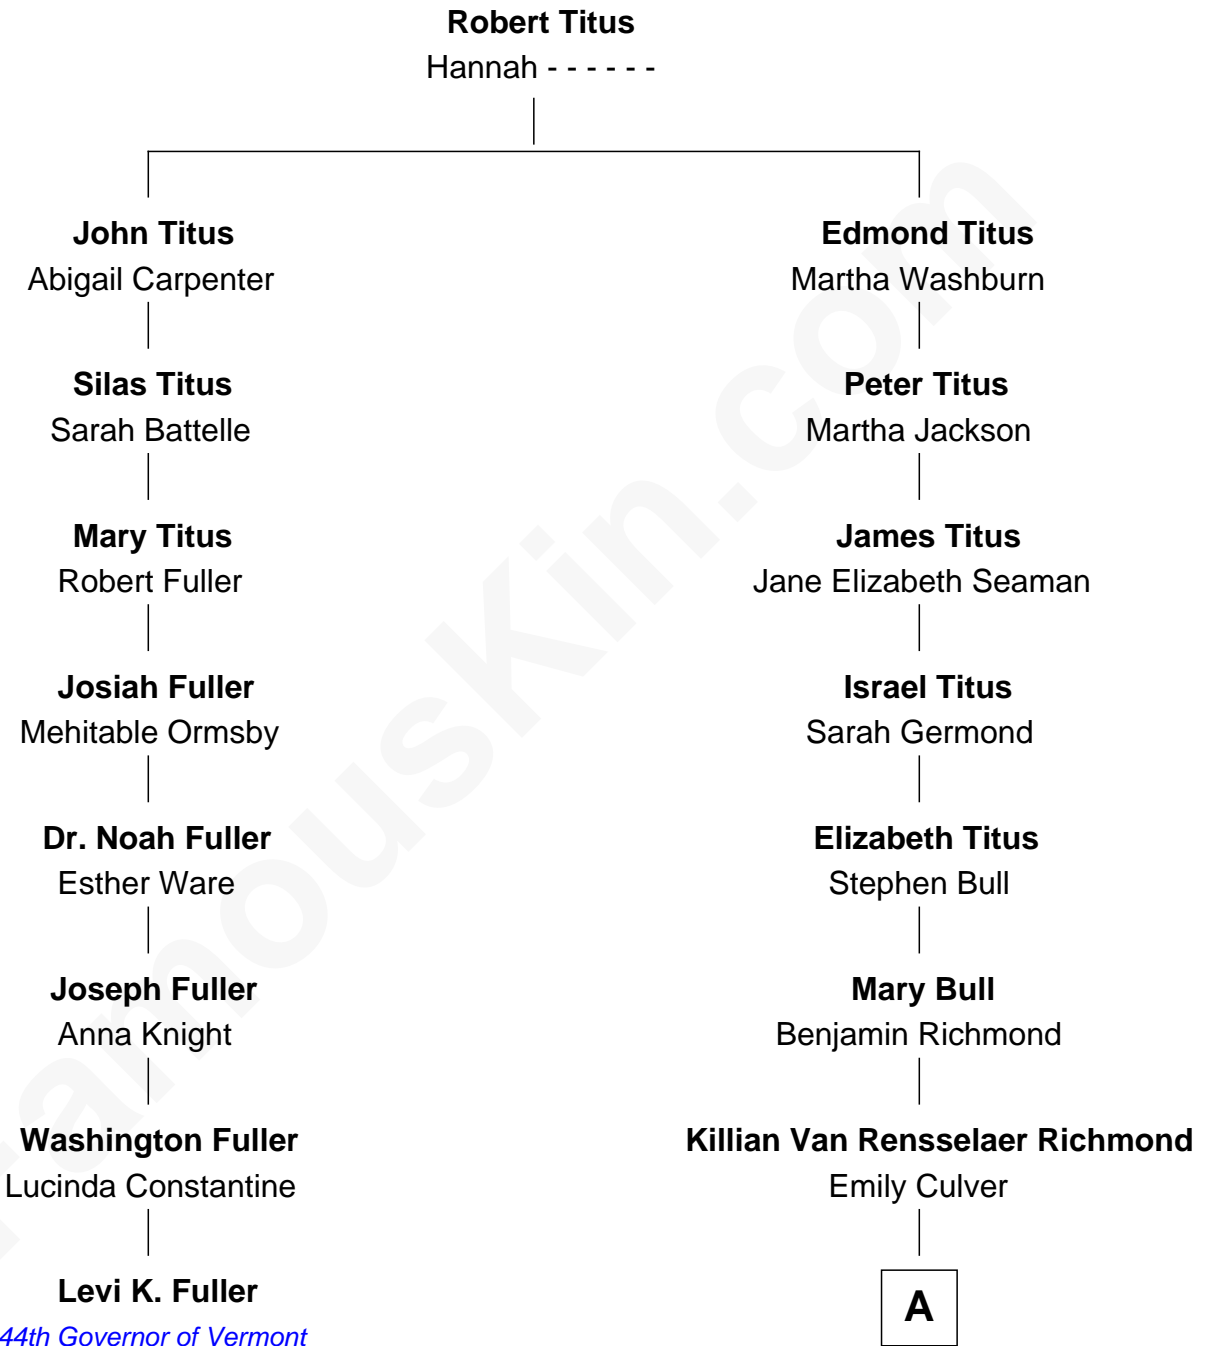 Robert Titus
Hannah - - - - - -
John Titus
Abigail Carpenter
Edmond Titus
Martha Washburn
Silas Titus
Sarah Battelle
Peter Titus
Martha Jackson
Mary Titus
Robert Fuller
James Titus
Jane Elizabeth Seaman
Josiah Fuller
Mehitable Ormsby
Israel Titus
Sarah Germond
Dr. Noah Fuller
Esther Ware
Elizabeth Titus
Stephen Bull
Joseph Fuller
Anna Knight
Mary Bull
Benjamin Richmond
Washington Fuller
Lucinda Constantine
Killian Van Rensselaer Richmond
Emily Culver
Levi K. Fuller
44th Governor of Vermont
A
FamousKin.com